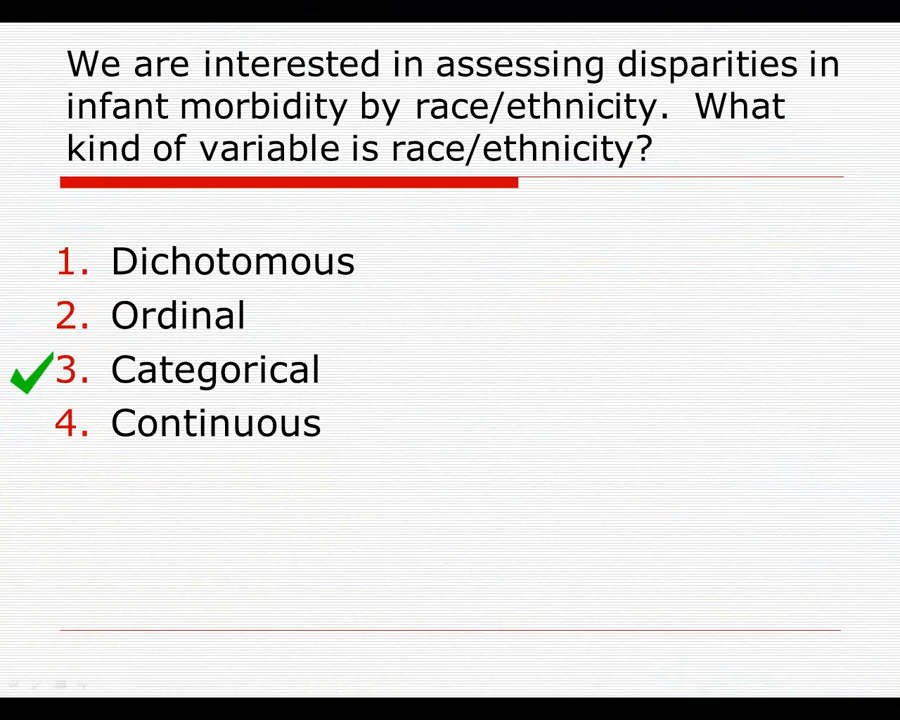 We are interested in assessing disparities in
infant morbidity by race/ethnicity.  What
kind of variable is race/ethnicity?
1. Dichotomous
2. Ordinal
3. Categorical
4. Continuous